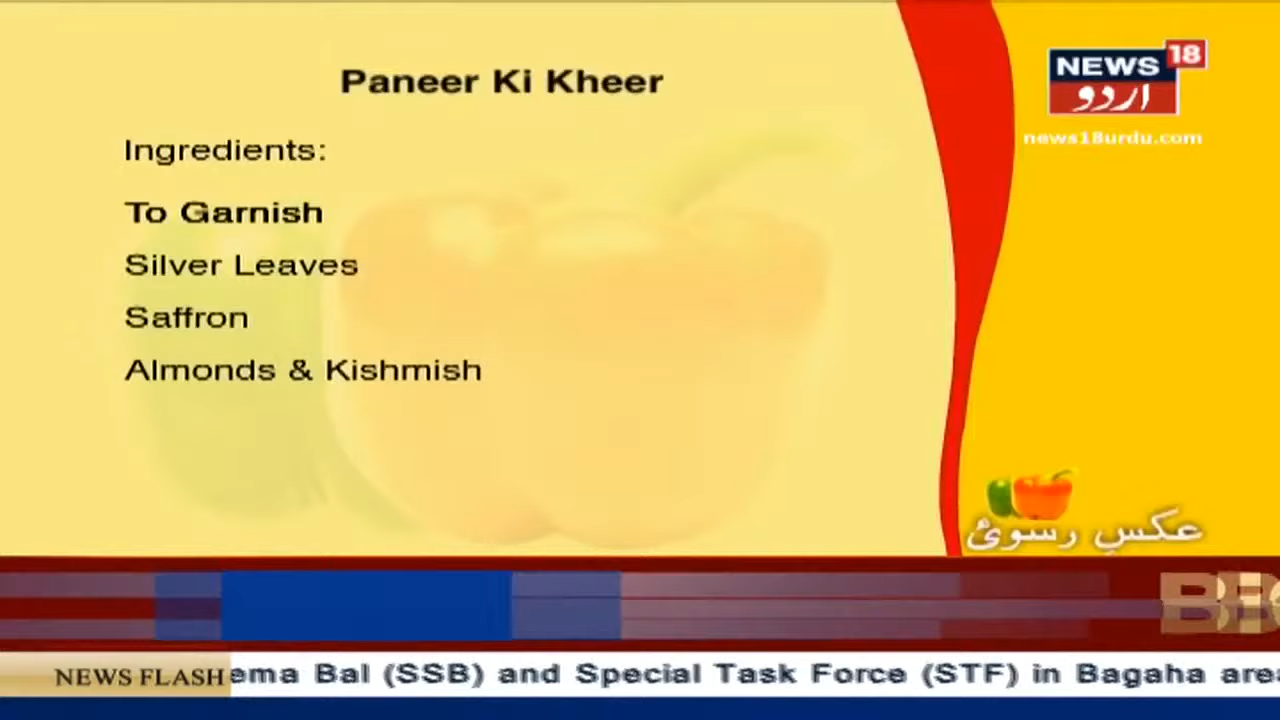 Paneer Ki Kheer
NEWS 18
اردو
news18urdu.com
Ingredients:
To Garnish
Silver Leaves
Saffron
Almonds & Kishmish
عکسِ رسوئ
NEWS FLASH ema Bal (SSB) and Special Task Force (STF) in Bagaha area